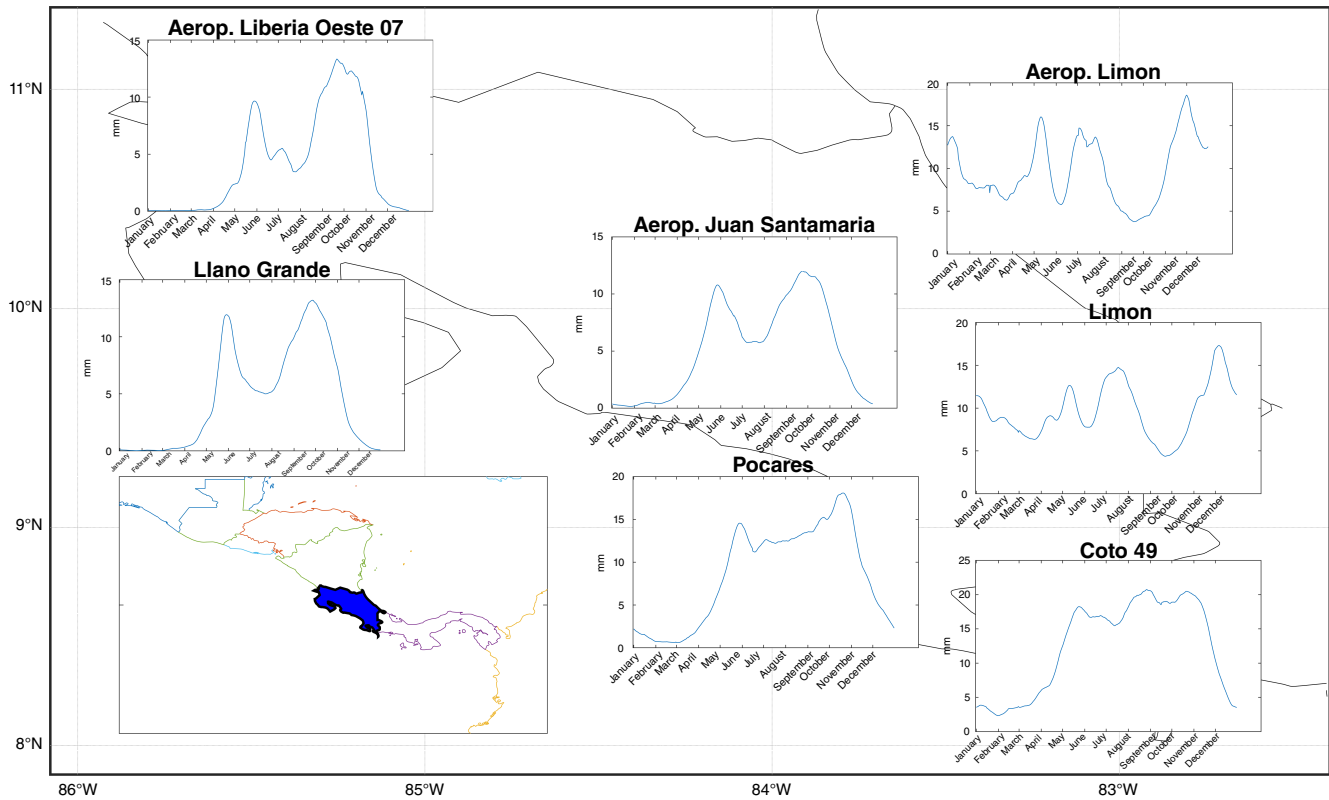 Aerop. Liberia Oeste 07
15
10
5
0
mm
January
February
March
April
May
June
July
August
September
October
November
December
Aerop. Limon
20
15
10
5
0
mm
January
February
March
April
May
June
July
August
September
October
November
December
Aerop. Juan Santamaria
15
10
5
0
mm
January
February
March
April
May
June
July
August
September
October
November
December
Llano Grande
15
10
5
0
mm
January
February
March
April
May
June
July
August
September
October
November
December
Limon
20
15
10
5
0
mm
January
February
March
April
May
June
July
August
September
October
November
December
Pocares
20
15
10
5
0
mm
January
February
March
April
May
June
July
August
September
October
November
December
Coto 49
25
20
15
10
5
0
mm
January
February
March
April
May
June
July
August
September
October
November
December
11°N
10°N
9°N
8°N
86°W
85°W
84°W
83°W